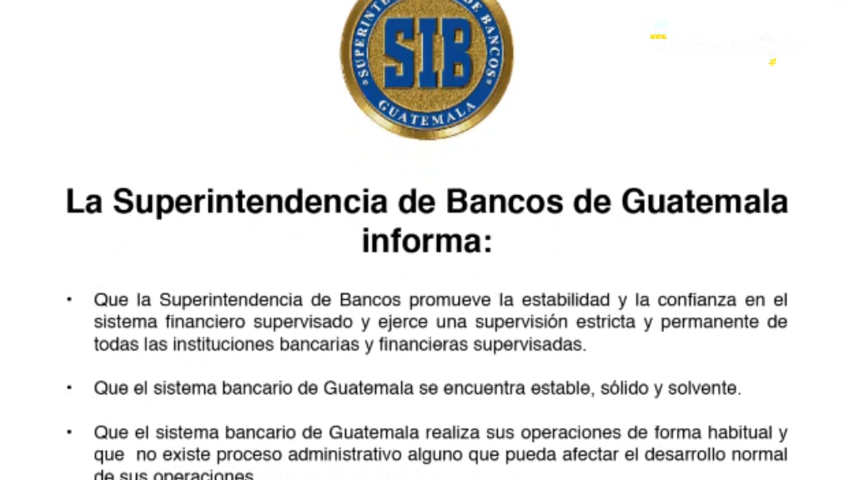 SUPERINTENDENCIA DE BANCOS
SIB
GUATEMALA
La Superintendencia de Bancos de Guatemala
informa:
• Que la Superintendencia de Bancos promueve la estabilidad y la confianza en el
sistema financiero supervisado y ejerce una supervisión estricta y permanente de
todas las instituciones bancarias y financieras supervisadas.
• Que el sistema bancario de Guatemala se encuentra estable, sólido y solvente.
• Que el sistema bancario de Guatemala realiza sus operaciones de forma habitual y
que no existe proceso administrativo alguno que pueda afectar el desarrollo normal
de sus operaciones